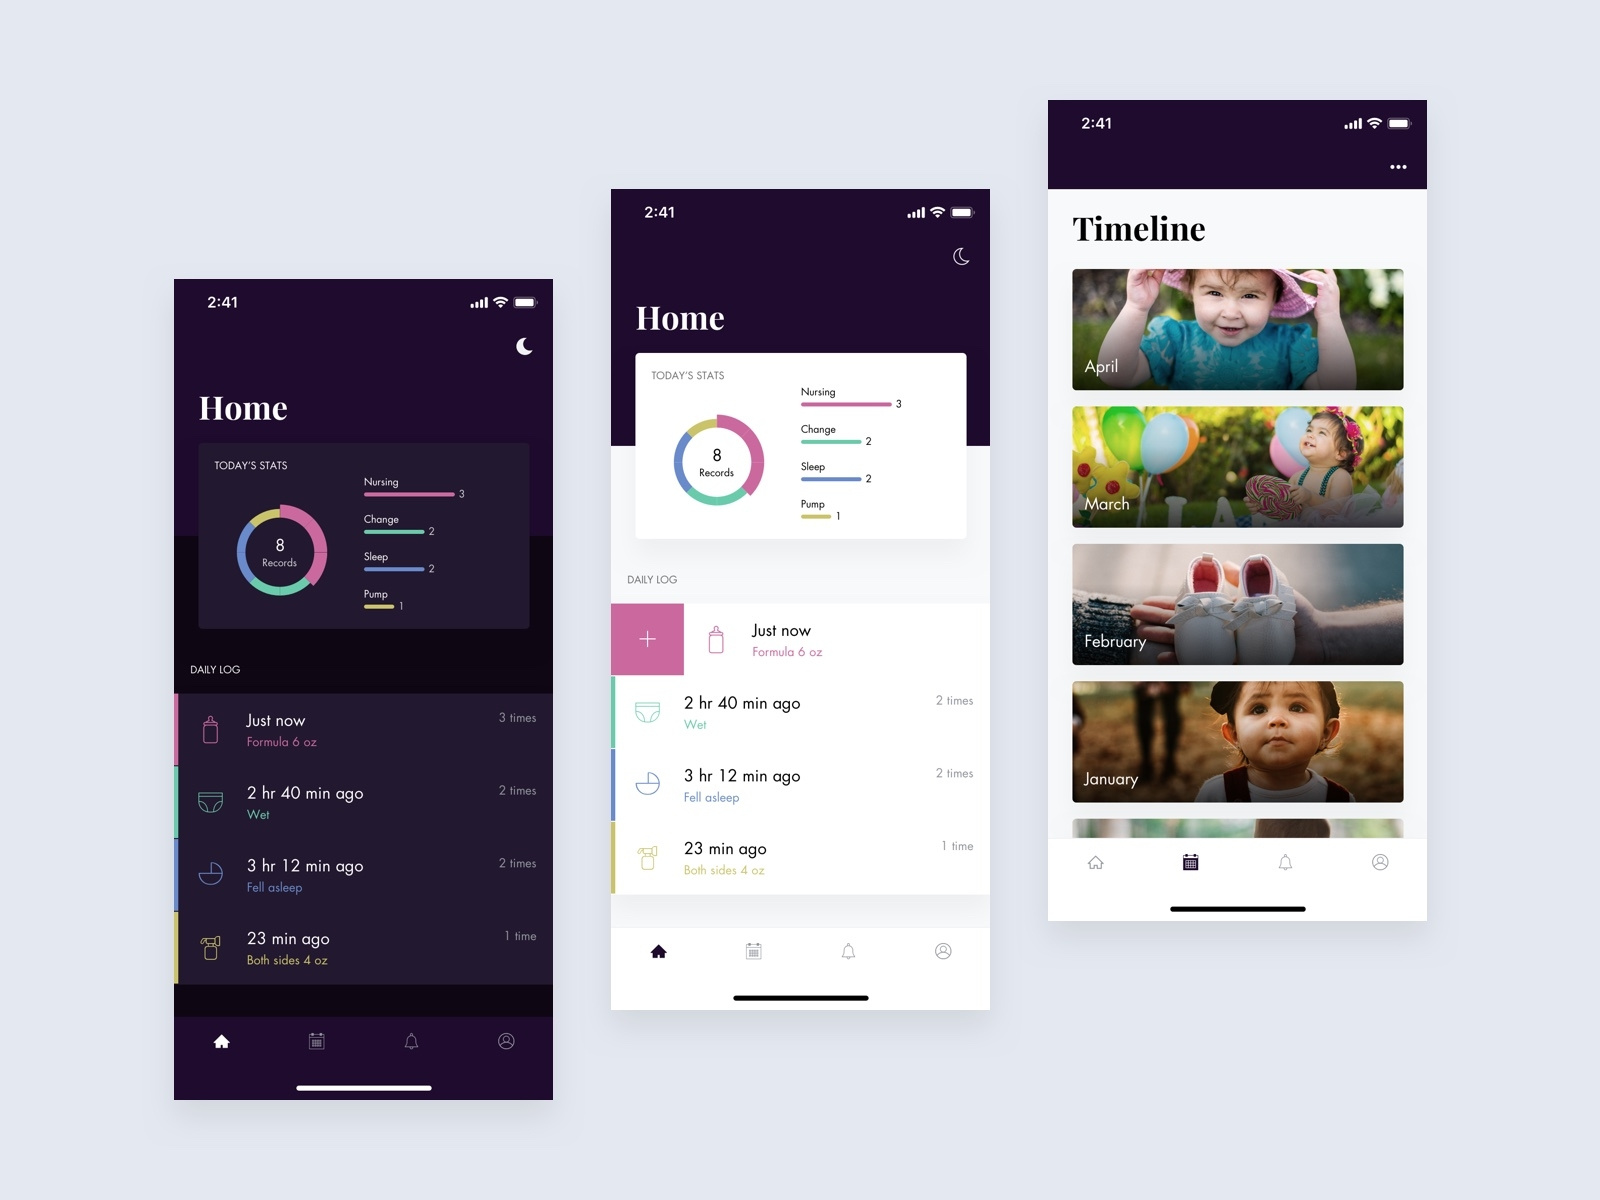 2:41
Home
TODAY'S STATS
8
Records
Nursing
3
Change
2
Sleep
2
Pump
1
DAILY LOG
Just now
3 times
Formula 6 oz
2 hr 40 min ago
2 times
Wet
3 hr 12 min ago
2 times
Fell asleep
23 min ago
1 time
Both sides 4 oz
2:41
Home
TODAY'S STATS
8
Records
Nursing
3
Change
2
Sleep
2
Pump
1
DAILY LOG
+
Just now
Formula 6 oz
2 hr 40 min ago
2 times
Wet
3 hr 12 min ago
2 times
Fell asleep
23 min ago
1 time
Both sides 4 oz
2:41
Timeline
April
March
February
January